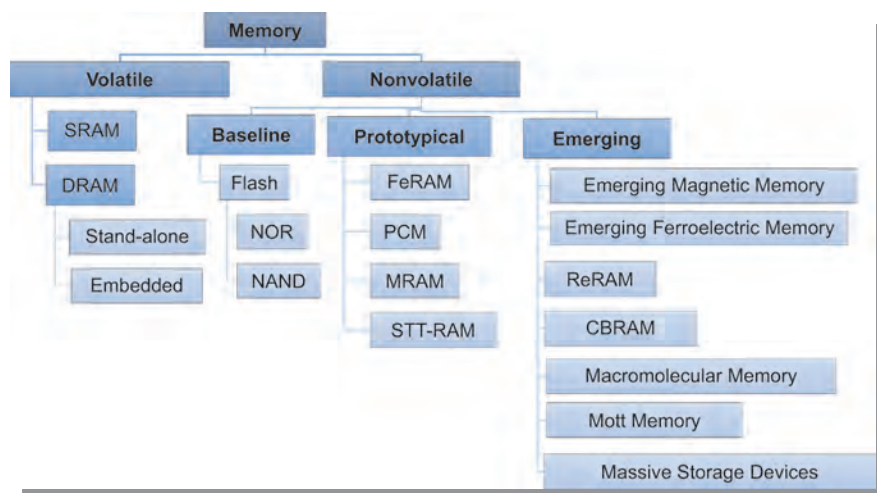 Memory
Volatile
Nonvolatile
SRAM
DRAM
Stand-alone
Embedded
Baseline
Flash
NOR
NAND
Prototypical
FeRAM
PCM
MRAM
STT-RAM
Emerging
Emerging Magnetic Memory
Emerging Ferroelectric Memory
ReRAM
CBRAM
Macromolecular Memory
Mott Memory
Massive Storage Devices